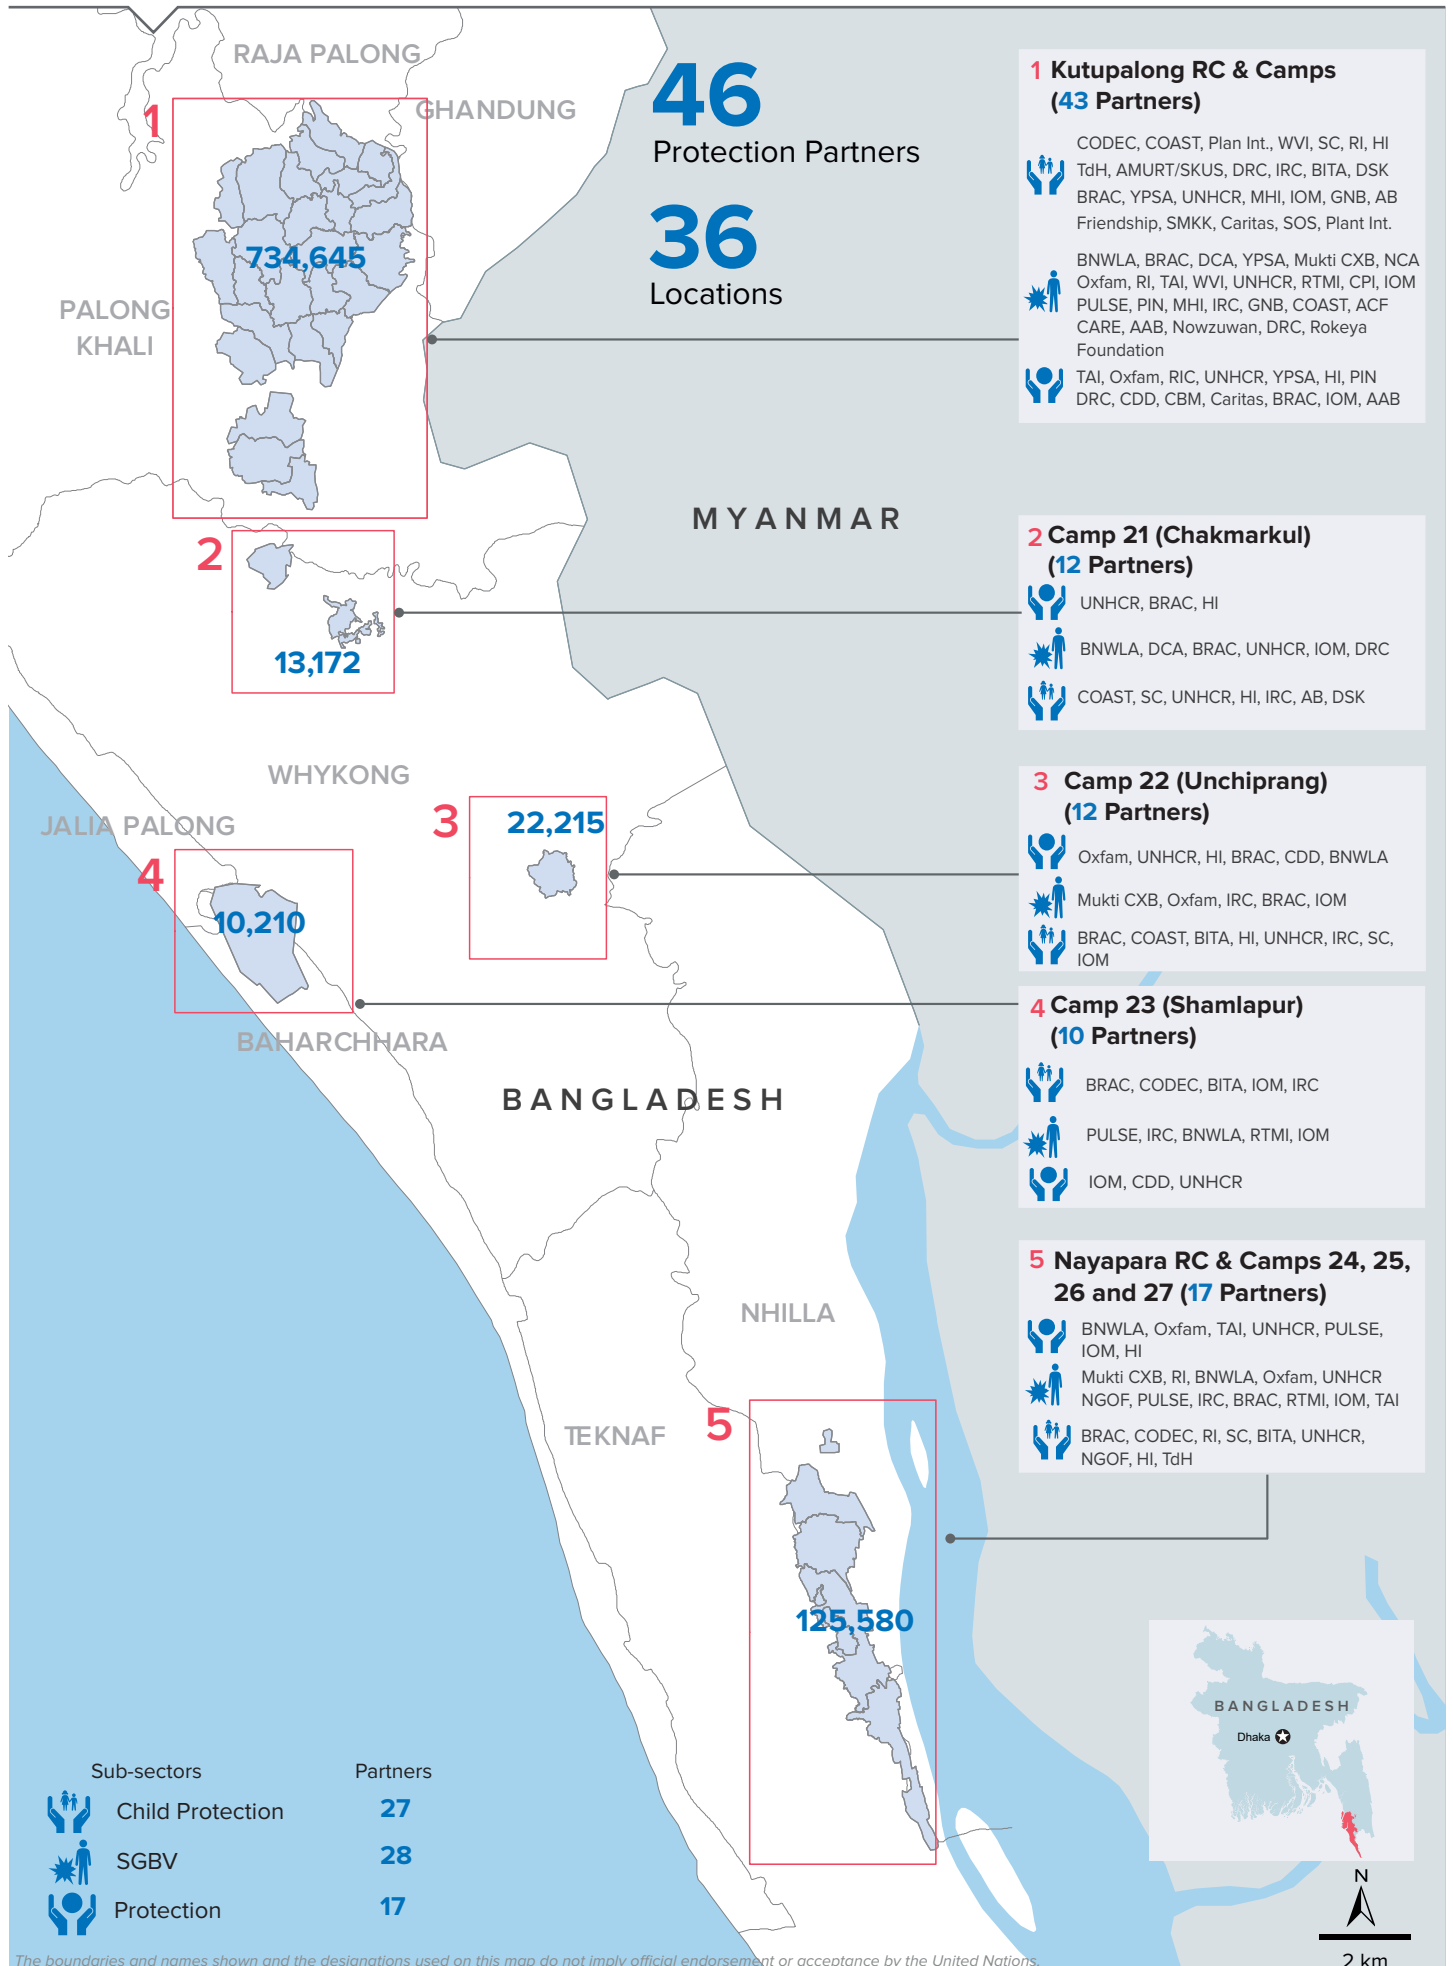 RAJA PALONG
GHANDUNG
1
734,645
PALONG
KHALI
46
Protection Partners
36
Locations
MYANMAR
2
13,172
WHYKONG
JALIA PALONG
3
22,215
4
10,210
BAHARCHHARA
BANGLADESH
NHILLA
TEKNAF
5
125,580
1 Kutupalong RC & Camps
(43 Partners)
CODEC, COAST, Plan Int., WVI, SC, RI, HI
TdH, AMURT/SKUS, DRC, IRC, BITA, DSK
BRAC, YPSA, UNHCR, MHI, IOM, GNB, AB
Friendship, SMKK, Caritas, SOS, Plant Int.
BNWLA, BRAC, DCA, YPSA, Mukti CXB, NCA
Oxfam, RI, TAI, WVI, UNHCR, RTMI, CPI, IOM
PULSE, PIN, MHI, IRC, GNB, COAST, ACF
CARE, AAB, Nowzuwan, DRC, Rokeya
Foundation
TAI, Oxfam, RIC, UNHCR, YPSA, HI, PIN
DRC, CDD, CBM, Caritas, BRAC, IOM, AAB
2 Camp 21 (Chakmarkul)
(12 Partners)
UNHCR, BRAC, HI
BNWLA, DCA, BRAC, UNHCR, IOM, DRC
COAST, SC, UNHCR, HI, IRC, AB, DSK
3 Camp 22 (Unchiprang)
(12 Partners)
Oxfam, UNHCR, HI, BRAC, CDD, BNWLA
Mukti CXB, Oxfam, IRC, BRAC, IOM
BRAC, COAST, BITA, HI, UNHCR, IRC, SC,
IOM
4 Camp 23 (Shamlapur)
(10 Partners)
BRAC, CODEC, BITA, IOM, IRC
PULSE, IRC, BNWLA, RTMI, IOM
IOM, CDD, UNHCR
5 Nayapara RC & Camps 24, 25,
26 and 27 (17 Partners)
BNWLA, Oxfam, TAI, UNHCR, PULSE,
IOM, HI
Mukti CXB, RI, BNWLA, Oxfam, UNHCR
NGOF, PULSE, IRC, BRAC, RTMI, IOM, TAI
BRAC, CODEC, RI, SC, BITA, UNHCR,
NGOF, HI, TdH
BANGLADESH
Dhaka
N
2 km
Sub-sectors Partners
Child Protection 27
SGBV 28
Protection 17
The boundaries and names shown and the designations used on this map do not imply official endorsement or acceptance by the United Nations.